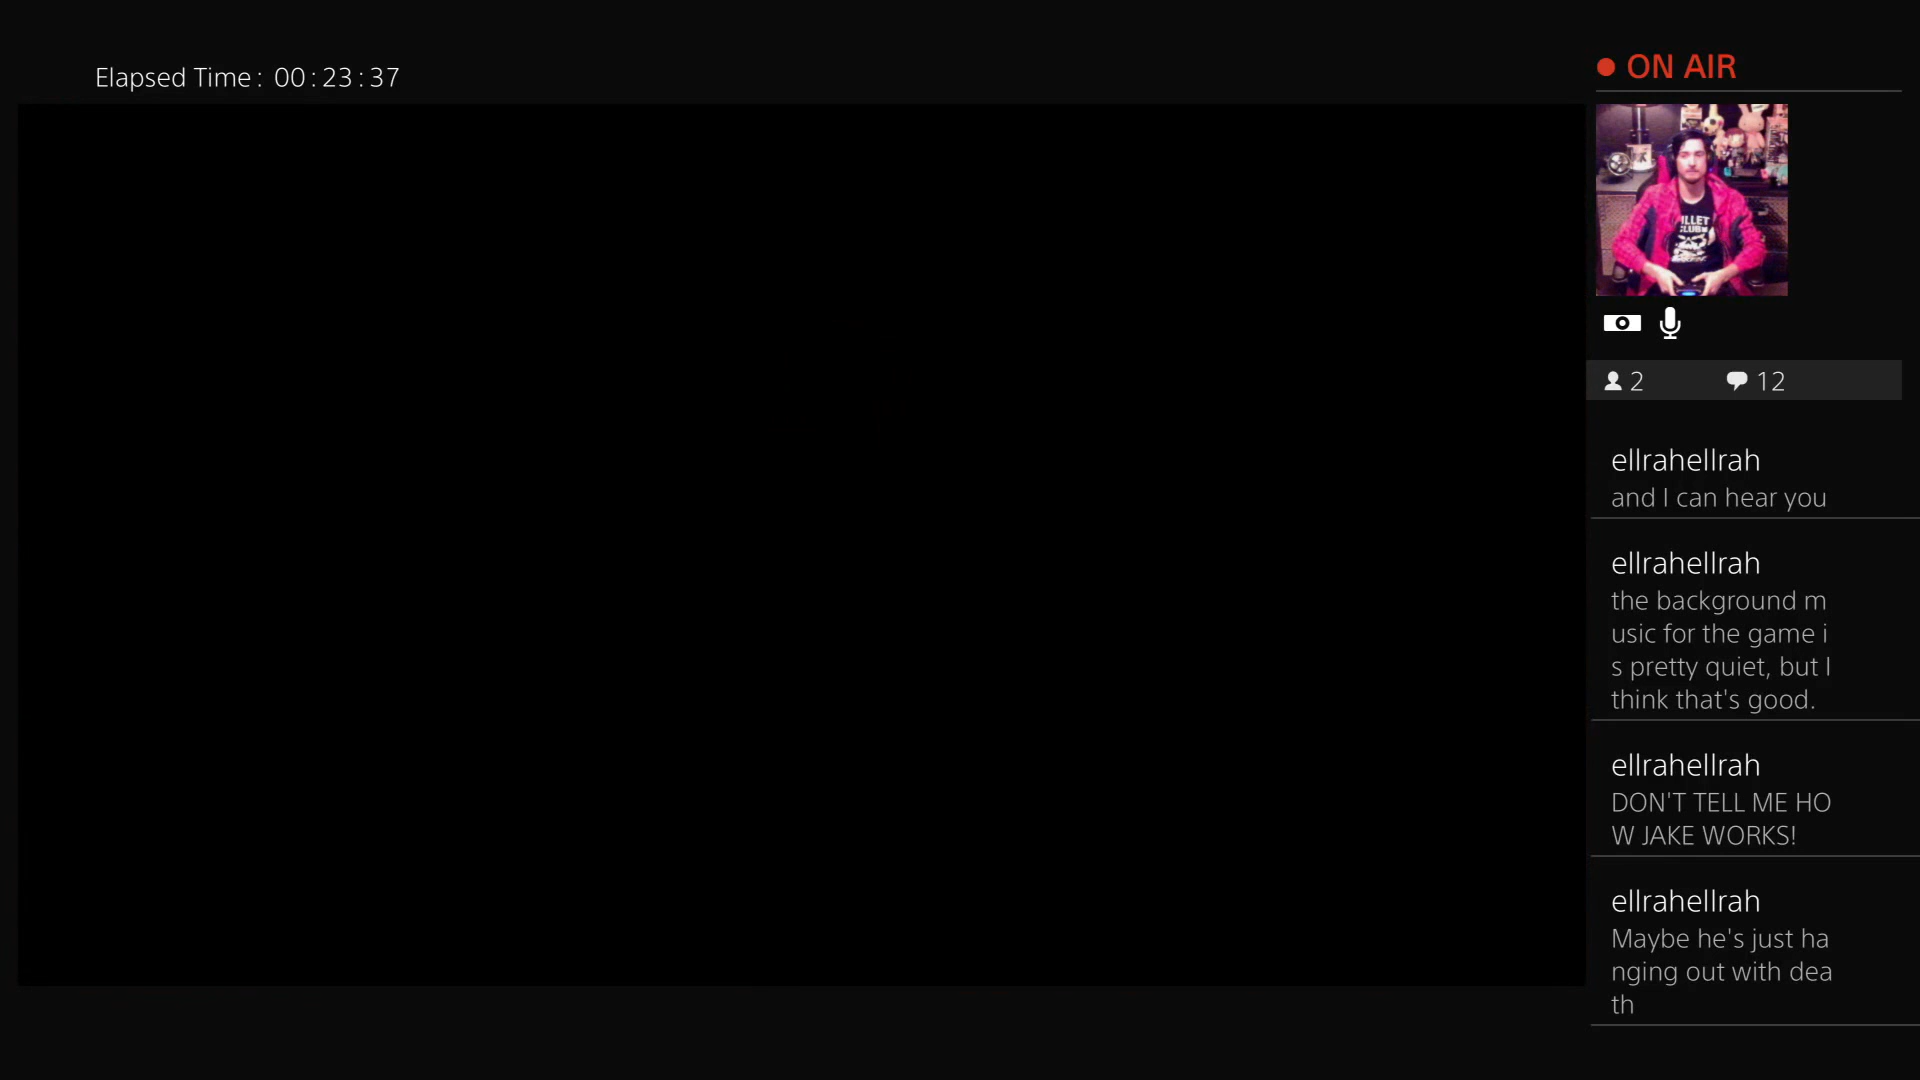 Elapsed Time: 00:23:37
ON AIR
ILLET
CLUB
2 12
ellrahellrah
and I can hear you
ellrahellrah
the background m
usic for the game i
s pretty quiet, but I
think that's good.
ellrahellrah
DON'T TELL ME HO
W JAKE WORKS!
ellrahellrah
Maybe he's just ha
nging out with dea
th